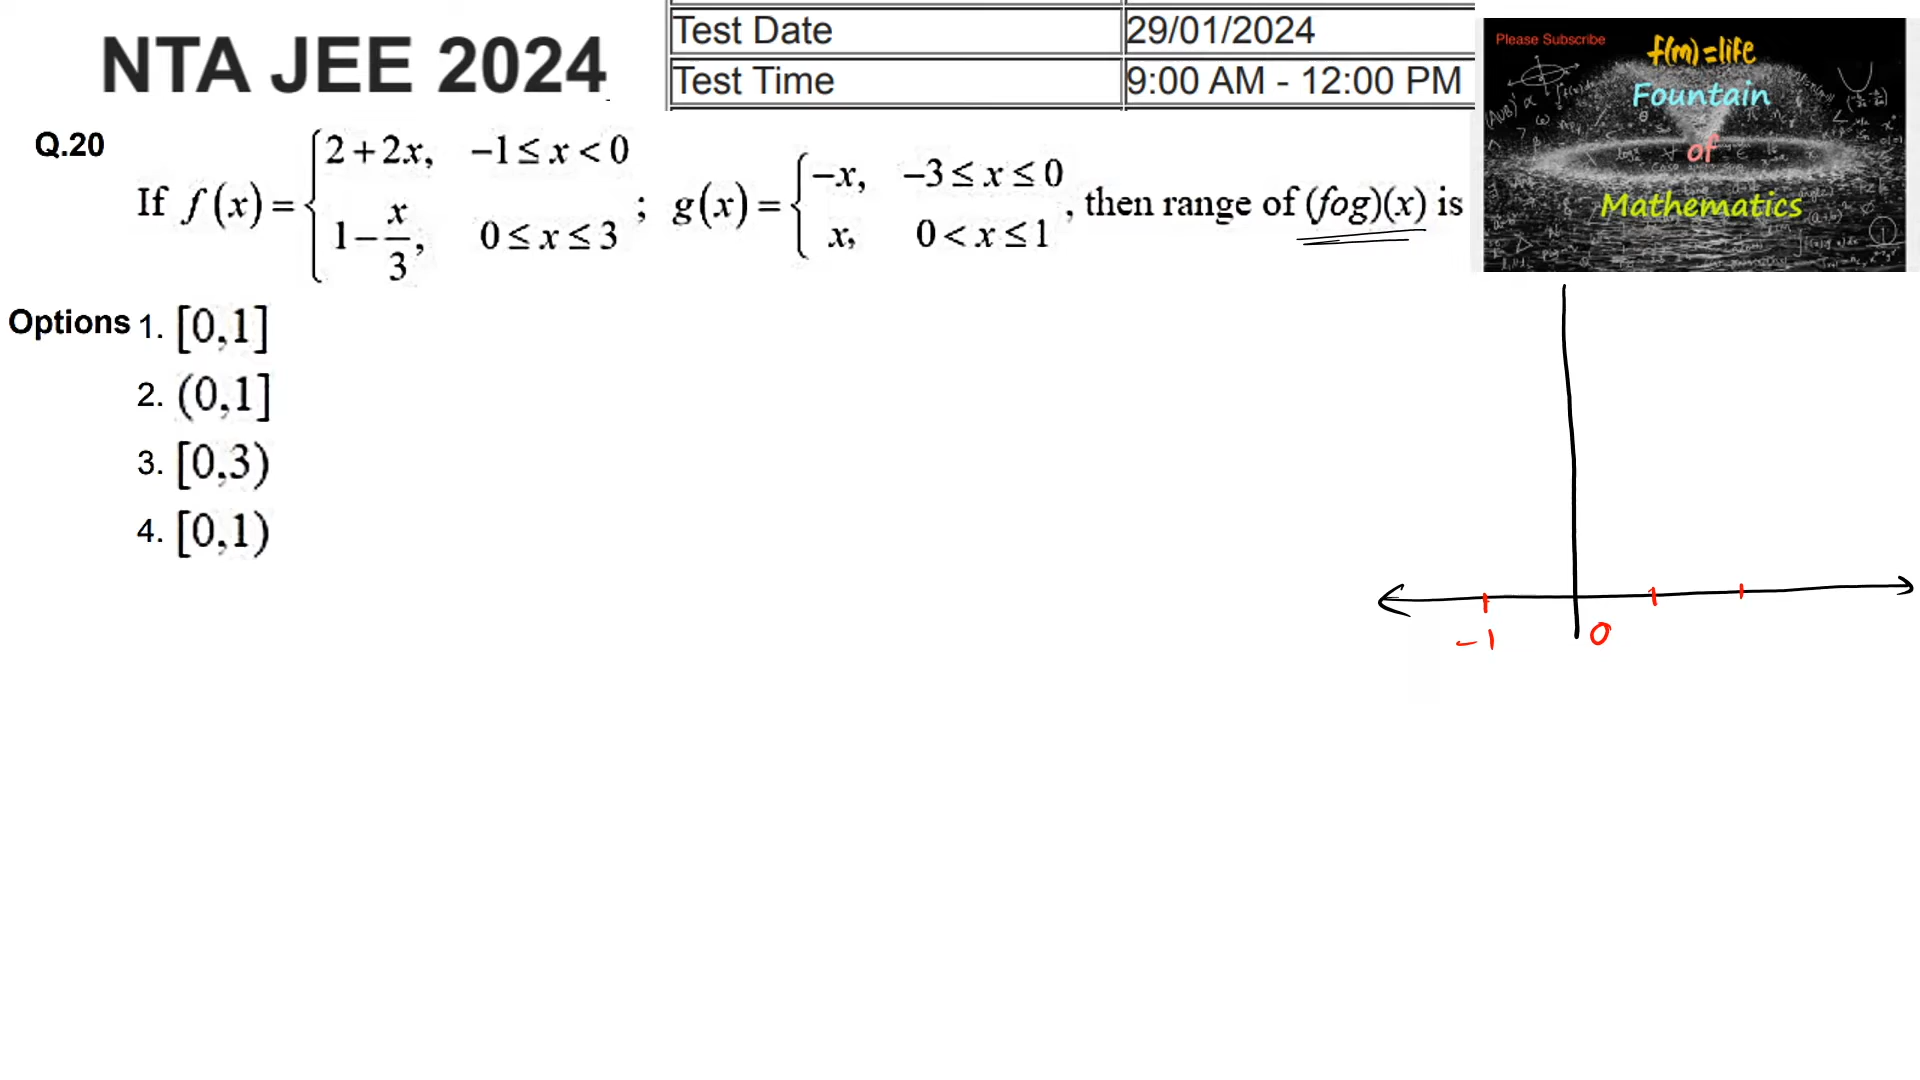 NTA JEE 2024
Test Date 29/01/2024
Test Time 9:00 AM - 12:00 PM
Please Subscribe
f(m)=life
Fountain
of
Mathematics
Q.20
If f(x) = { 2+2x, −1≤x<0; 1−x/3, 0≤x≤3 ; g(x) = { −x, −3≤x≤0; x, 0<x≤1 , then range of (fog)(x) is
Options 1. [0,1]
2. (0,1]
3. [0,3)
4. [0,1)
-1 0